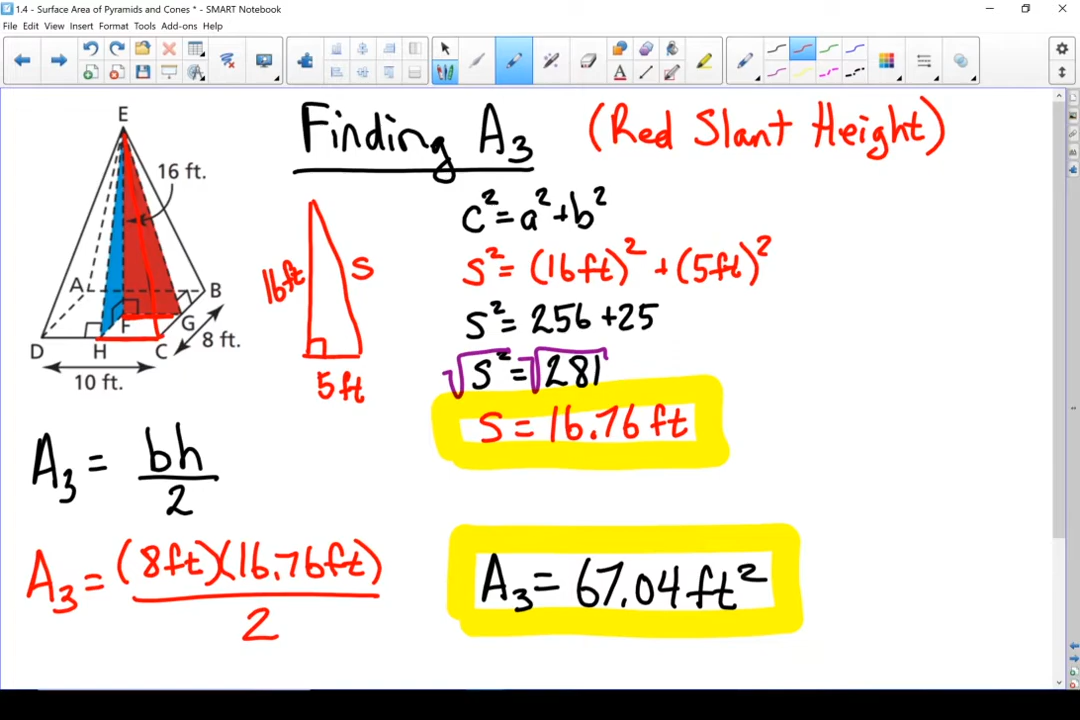 1.4 - Surface Area of Pyramids and Cones * - SMART Notebook
File Edit View Insert Format Tools Add-ons Help
Finding A₃ (Red Slant Height)
E
16 ft.
A
B
F
G
D
H
C
8 ft.
10 ft.
16ft
S
5 ft
c²=a²+b²
S²= (16ft)² + (5ft)²
S²= 256 +25
√S²=√281
S = 16.76 ft
A₃ = bh/2
A₃ = (8ft)(16.76ft)/2
A₃= 67.04 ft²